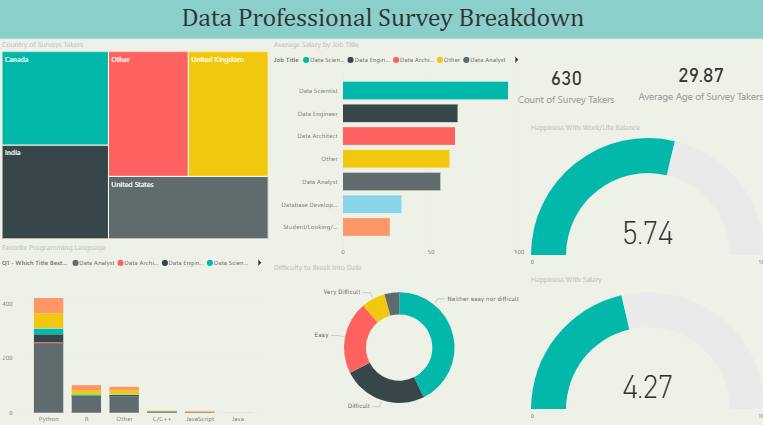 Data Professional Survey Breakdown
Country of Surveys Takers
Canada
Other
United Kingdom
India
United States
Average Salary by Job Title
Job Title Data Scien... Data Engin... Data Archi... Other Data Analyst
Data Scientist
Data Engineer
Data Architect
Other
Data Analyst
Database Develop...
Student/Looking/...
0 50 100
630
Count of Survey Takers
29.87
Average Age of Survey Takers
Happiness With Work/Life Balance
5.74
0
Favorite Programming Language
Q1 - Which Title Best... Data Analyst Data Archi... Data Engin... Data Scien...
400
200
0
Python R Other C/C++ JavaScript Java
Difficulty to Break Into Data
Very Difficult
Neither easy nor difficult
Easy
Difficult
Happiness With Salary
4.27
0